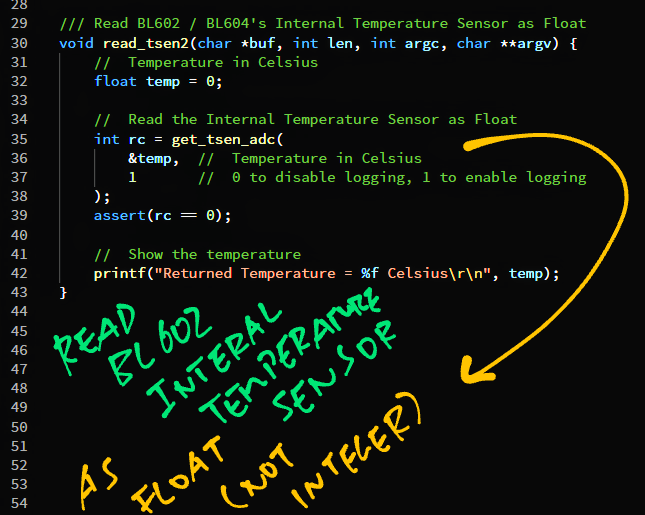 28
29 /// Read BL602 / BL604's Internal Temperature Sensor as Float
30 void read_tsen2(char *buf, int len, int argc, char **argv) {
31     //  Temperature in Celsius
32     float temp = 0;
33
34     //  Read the Internal Temperature Sensor as Float
35     int rc = get_tsen_adc(
36         &temp,  //  Temperature in Celsius
37         1       //  0 to disable logging, 1 to enable logging
38     );
39     assert(rc == 0);
40
41     //  Show the temperature
42     printf("Returned Temperature = %f Celsius\r\n", temp);
43 }
44
45
46
47
48
49
50
51
52
53
54
READ
BL602
INTERAL
TEMPERATURE
SENSOR
AS
FLOAT
(NOT
INTEGER)